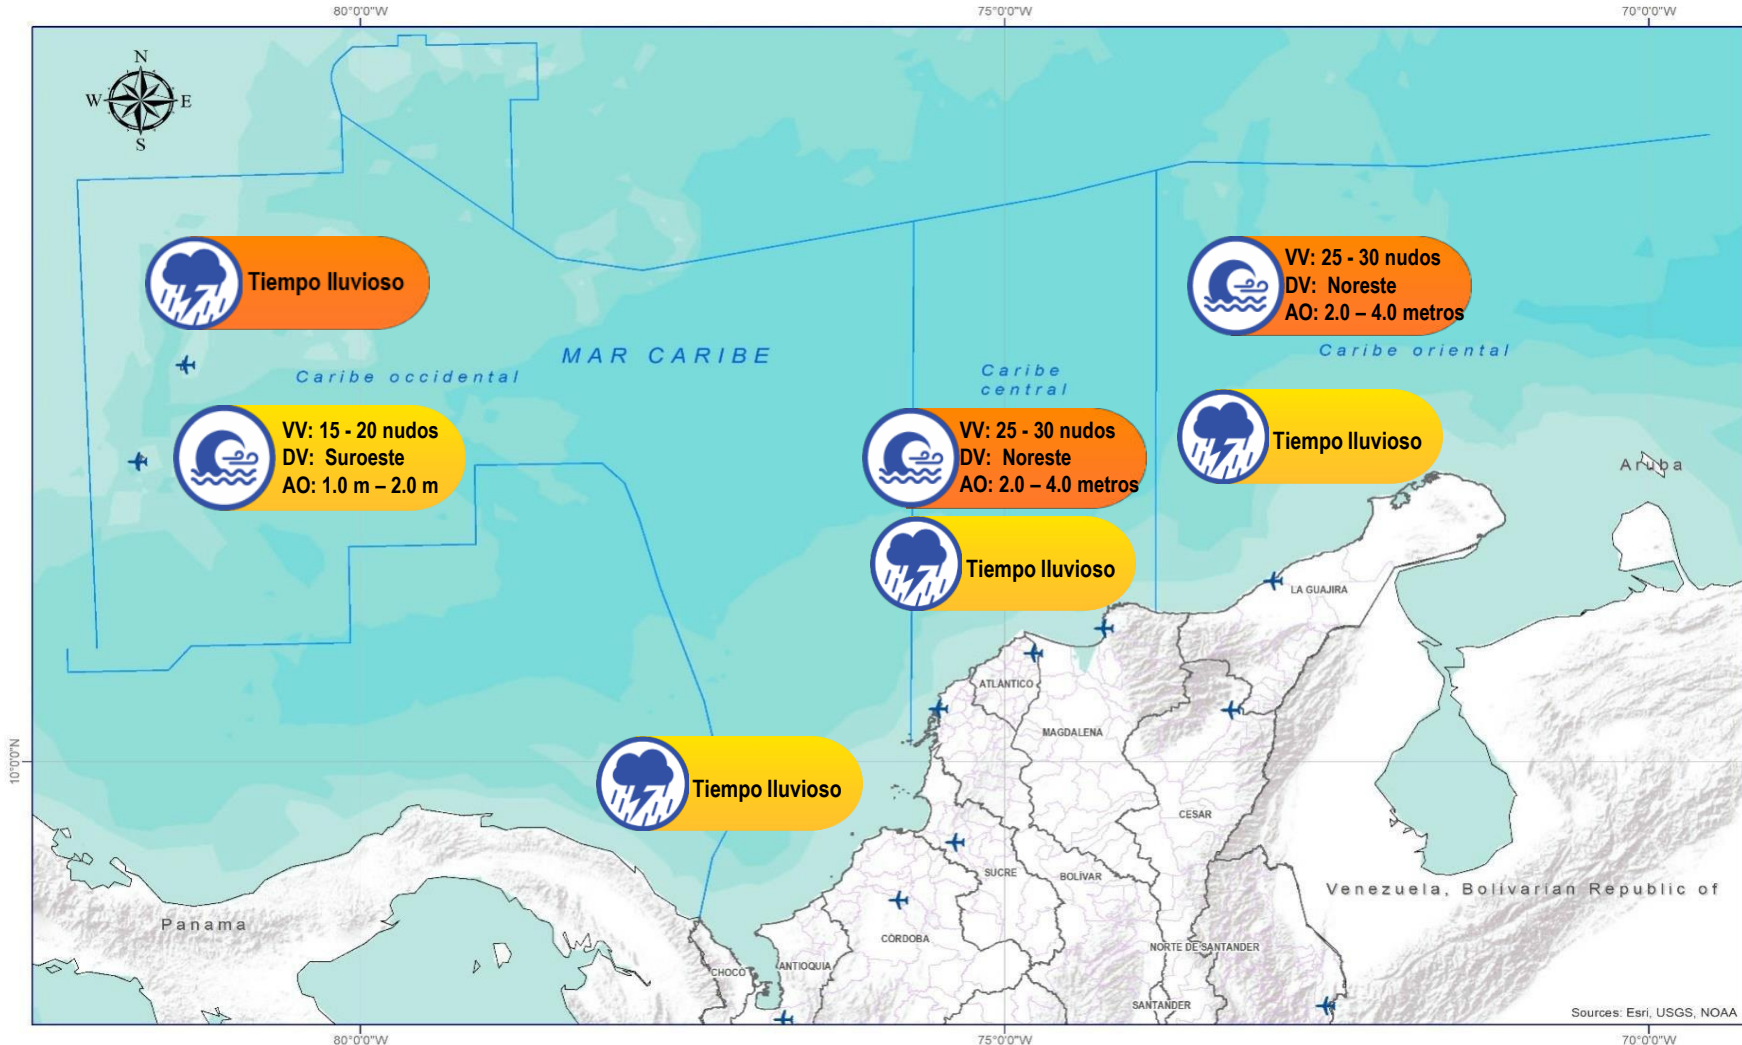 80°0'0"W
75°0'0"W
70°0'0"W
N
W
E
S
Tiempo lluvioso
VV: 25 - 30 nudos
DV: Noreste
AO: 2.0 – 4.0 metros
MAR CARIBE
Caribe occidental
Caribe
central
Caribe oriental
VV: 15 - 20 nudos
DV: Suroeste
AO: 1.0 m – 2.0 m
VV: 25 - 30 nudos
DV: Noreste
AO: 2.0 – 4.0 metros
Tiempo lluvioso
Aruba
Tiempo lluvioso
LA GUAJIRA
ATLÁNTICO
MAGDALENA
10°0'0"N
Tiempo lluvioso
CESAR
SUCRE
BOLÍVAR
Venezuela, Bolivarian Republic of
Panama
CÓRDOBA
NORTE DE SANTANDER
CHOCÓ
ANTIOQUIA
SANTANDER
Sources: Esri, USGS, NOAA
80°0'0"W
75°0'0"W
70°0'0"W